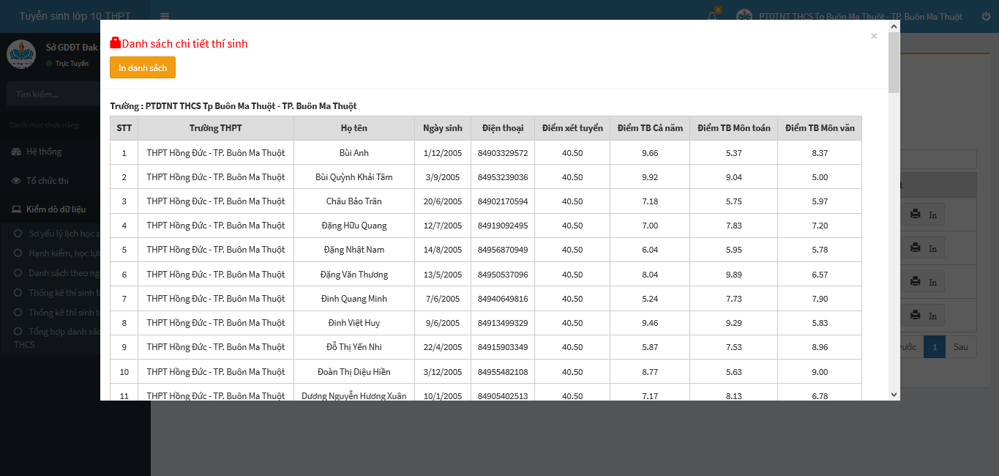 Tuyển sinh lớp 10 THPT
8
PTDTNT THCS Tp Buôn Ma Thuột - TP. Buôn Ma Thuột
Sở GDĐT Đak
Trực Tuyến
Tìm kiếm...
Danh mục chức năng
Hệ thống
Tổ chức thi
Kiểm dò dữ liệu
Sơ yếu lý lịch học s
Hạnh kiểm, học lực
Danh sách theo ng
Thống kê thí sinh t
Thống kê thí sinh t
Tổng hợp danh sác
THCS
Danh sách chi tiết thí sinh
×
In danh sách
Trường : PTDTNT THCS Tp Buôn Ma Thuột - TP. Buôn Ma Thuột
STT Trường THPT Họ tên Ngày sinh Điện thoại Điểm xét tuyển Điểm TB Cả năm Điểm TB Môn toán Điểm TB Môn văn
1 THPT Hồng Đức - TP. Buôn Ma Thuột Bùi Anh 1/12/2005 84903329572 40.50 9.66 5.37 8.37
2 THPT Hồng Đức - TP. Buôn Ma Thuột Bùi Quỳnh Khải Tâm 3/9/2005 84953239036 40.50 9.92 9.04 5.00
3 THPT Hồng Đức - TP. Buôn Ma Thuột Châu Bảo Trân 20/6/2005 84902170594 40.50 7.18 5.75 5.97
4 THPT Hồng Đức - TP. Buôn Ma Thuột Đặng Hữu Quang 12/7/2005 84919092495 40.50 7.00 7.83 7.20
5 THPT Hồng Đức - TP. Buôn Ma Thuột Đặng Nhật Nam 14/8/2005 84956870949 40.50 6.04 5.95 5.78
6 THPT Hồng Đức - TP. Buôn Ma Thuột Đặng Văn Thương 13/5/2005 84950537096 40.50 8.04 9.89 6.57
7 THPT Hồng Đức - TP. Buôn Ma Thuột Đinh Quang Minh 7/6/2005 84940649816 40.50 5.24 7.73 7.90
8 THPT Hồng Đức - TP. Buôn Ma Thuột Đinh Việt Huy 9/6/2005 84913499329 40.50 9.46 9.29 5.83
9 THPT Hồng Đức - TP. Buôn Ma Thuột Đỗ Thị Yến Nhi 22/4/2005 84915903349 40.50 5.87 7.53 8.96
10 THPT Hồng Đức - TP. Buôn Ma Thuột Đoàn Thị Diệu Hiền 3/12/2005 84955482108 40.50 8.77 5.63 9.00
11 THPT Hồng Đức - TP. Buôn Ma Thuột Dương Nguyễn Hương Xuân 10/1/2005 84905402513 40.50 7.17 8.13 6.78
t
In
In
In
In
rước 1 Sau